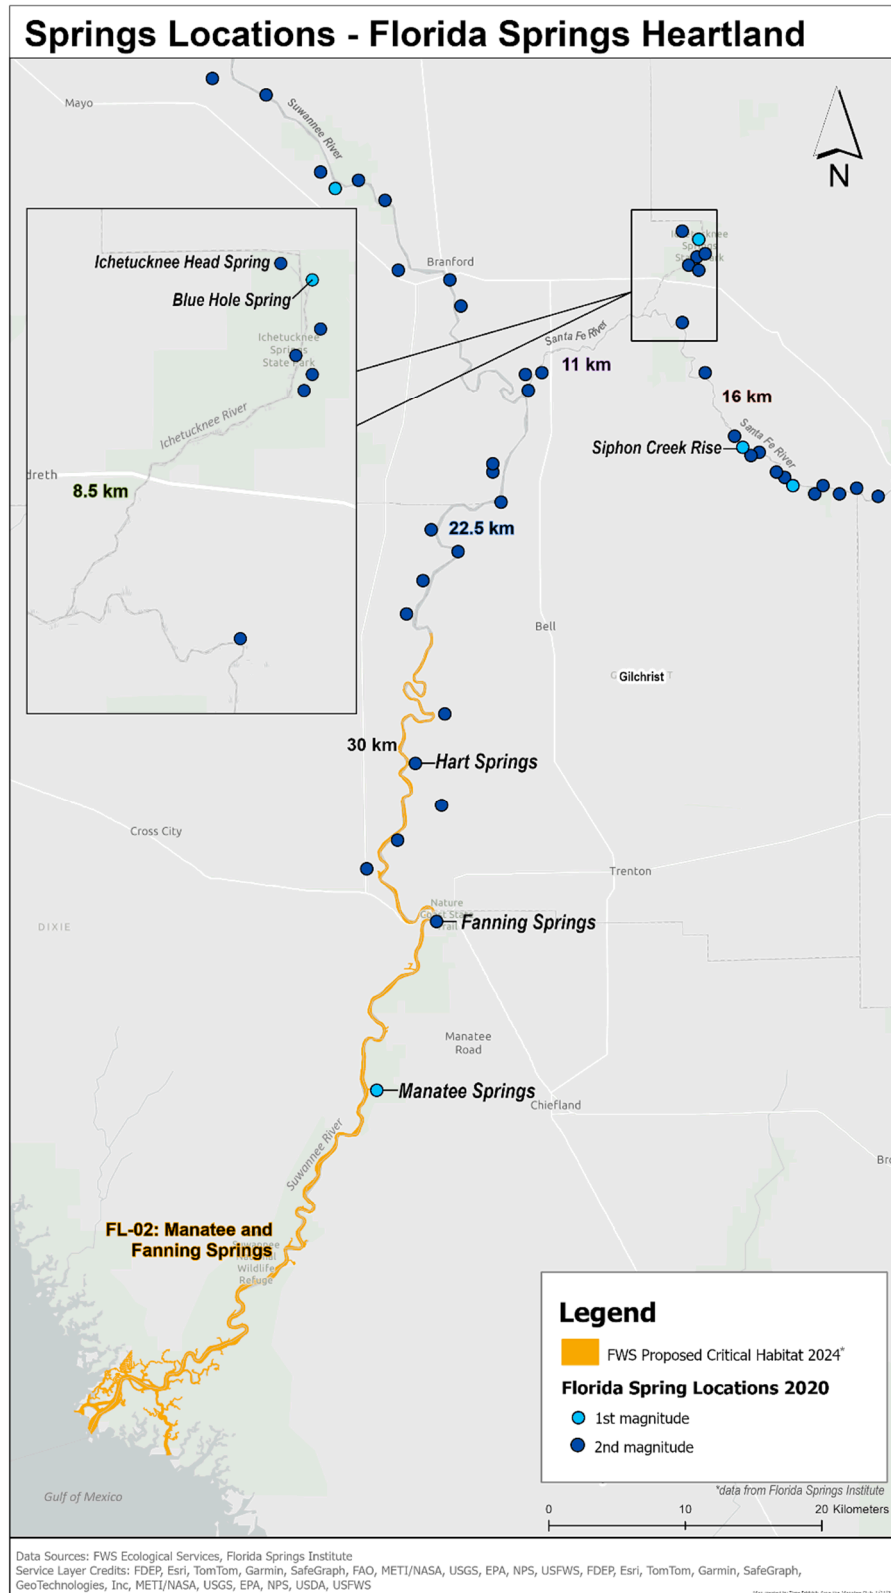 Springs Locations - Florida Springs Heartland
Mayo
Suwannee River
N
Ichetucknee Springs State Park
Branford
Ichetucknee Head Spring
Blue Hole Spring
Ichetucknee
Springs
State Park
Santa Fe River
11 km
16 km
Ichetucknee River
Santa Fe River
Siphon Creek Rise
dreth
8.5 km
22.5 km
Bell
Gilchrist
30 km
Hart Springs
Cross City
Trenton
Nature
Coast State
Trail
Fanning Springs
DIXIE
Manatee
Road
Manatee Springs
Chiefland
Suwannee River
Bro
FL-02: Manatee and
Fanning Springs
Suwannee
National
Wildlife
Refuge
Legend
FWS Proposed Critical Habitat 2024*
Florida Spring Locations 2020
1st magnitude
2nd magnitude
*data from Florida Springs Institute
Gulf of Mexico
0 10 20 Kilometers
Data Sources: FWS Ecological Services, Florida Springs Institute
Service Layer Credits: FDEP, Esri, TomTom, Garmin, SafeGraph, FAO, METI/NASA, USGS, EPA, NPS, USFWS, FDEP, Esri, TomTom, Garmin, SafeGraph,
GeoTechnologies, Inc, METI/NASA, USGS, EPA, NPS, USDA, USFWS